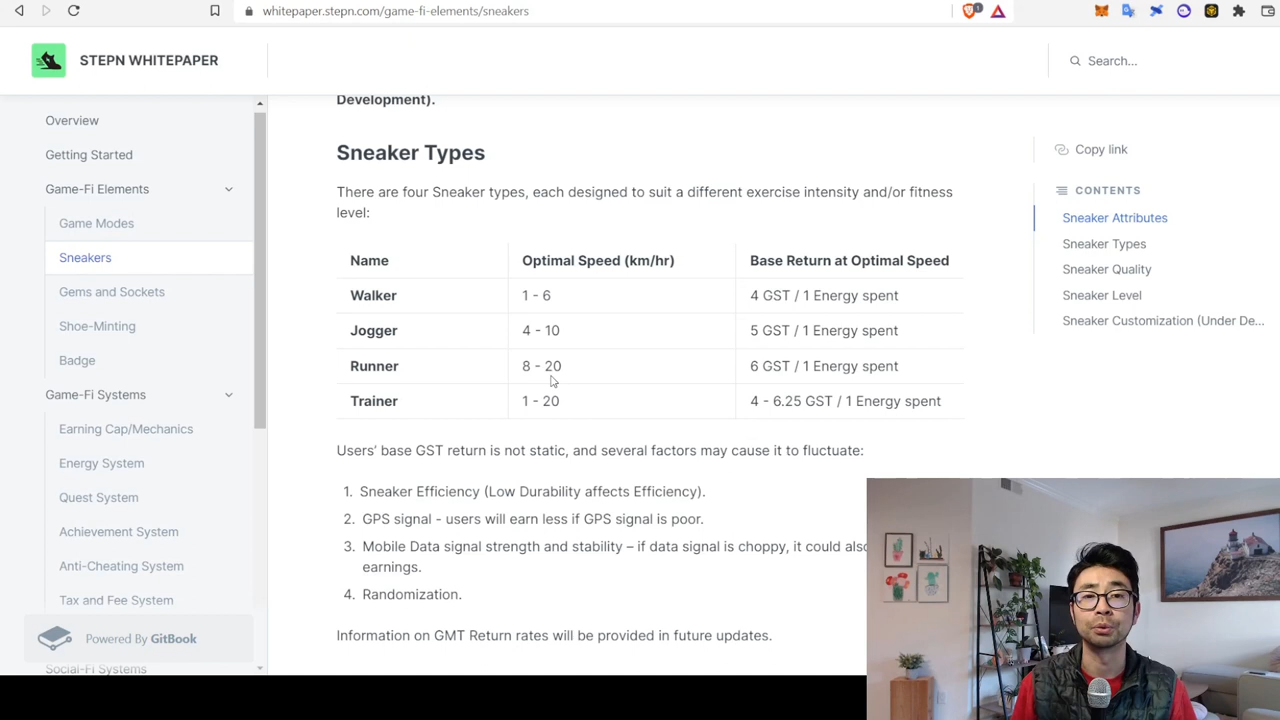 whitepaper.stepn.com/game-fi-elements/sneakers
1
STEPN WHITEPAPER
Search...
Overview
Getting Started
Game-Fi Elements
Game Modes
Sneakers
Gems and Sockets
Shoe-Minting
Badge
Game-Fi Systems
Earning Cap/Mechanics
Energy System
Quest System
Achievement System
Anti-Cheating System
Tax and Fee System
Powered By GitBook
Social-Fi Systems
Development).
Sneaker Types
There are four Sneaker types, each designed to suit a different exercise intensity and/or fitness
level:
Name Optimal Speed (km/hr) Base Return at Optimal Speed
Walker 1 - 6 4 GST / 1 Energy spent
Jogger 4 - 10 5 GST / 1 Energy spent
Runner 8 - 20 6 GST / 1 Energy spent
Trainer 1 - 20 4 - 6.25 GST / 1 Energy spent
Users' base GST return is not static, and several factors may cause it to fluctuate:
1. Sneaker Efficiency (Low Durability affects Efficiency).
2. GPS signal - users will earn less if GPS signal is poor.
3. Mobile Data signal strength and stability – if data signal is choppy, it could also
earnings.
4. Randomization.
Information on GMT Return rates will be provided in future updates.
Copy link
CONTENTS
Sneaker Attributes
Sneaker Types
Sneaker Quality
Sneaker Level
Sneaker Customization (Under De...